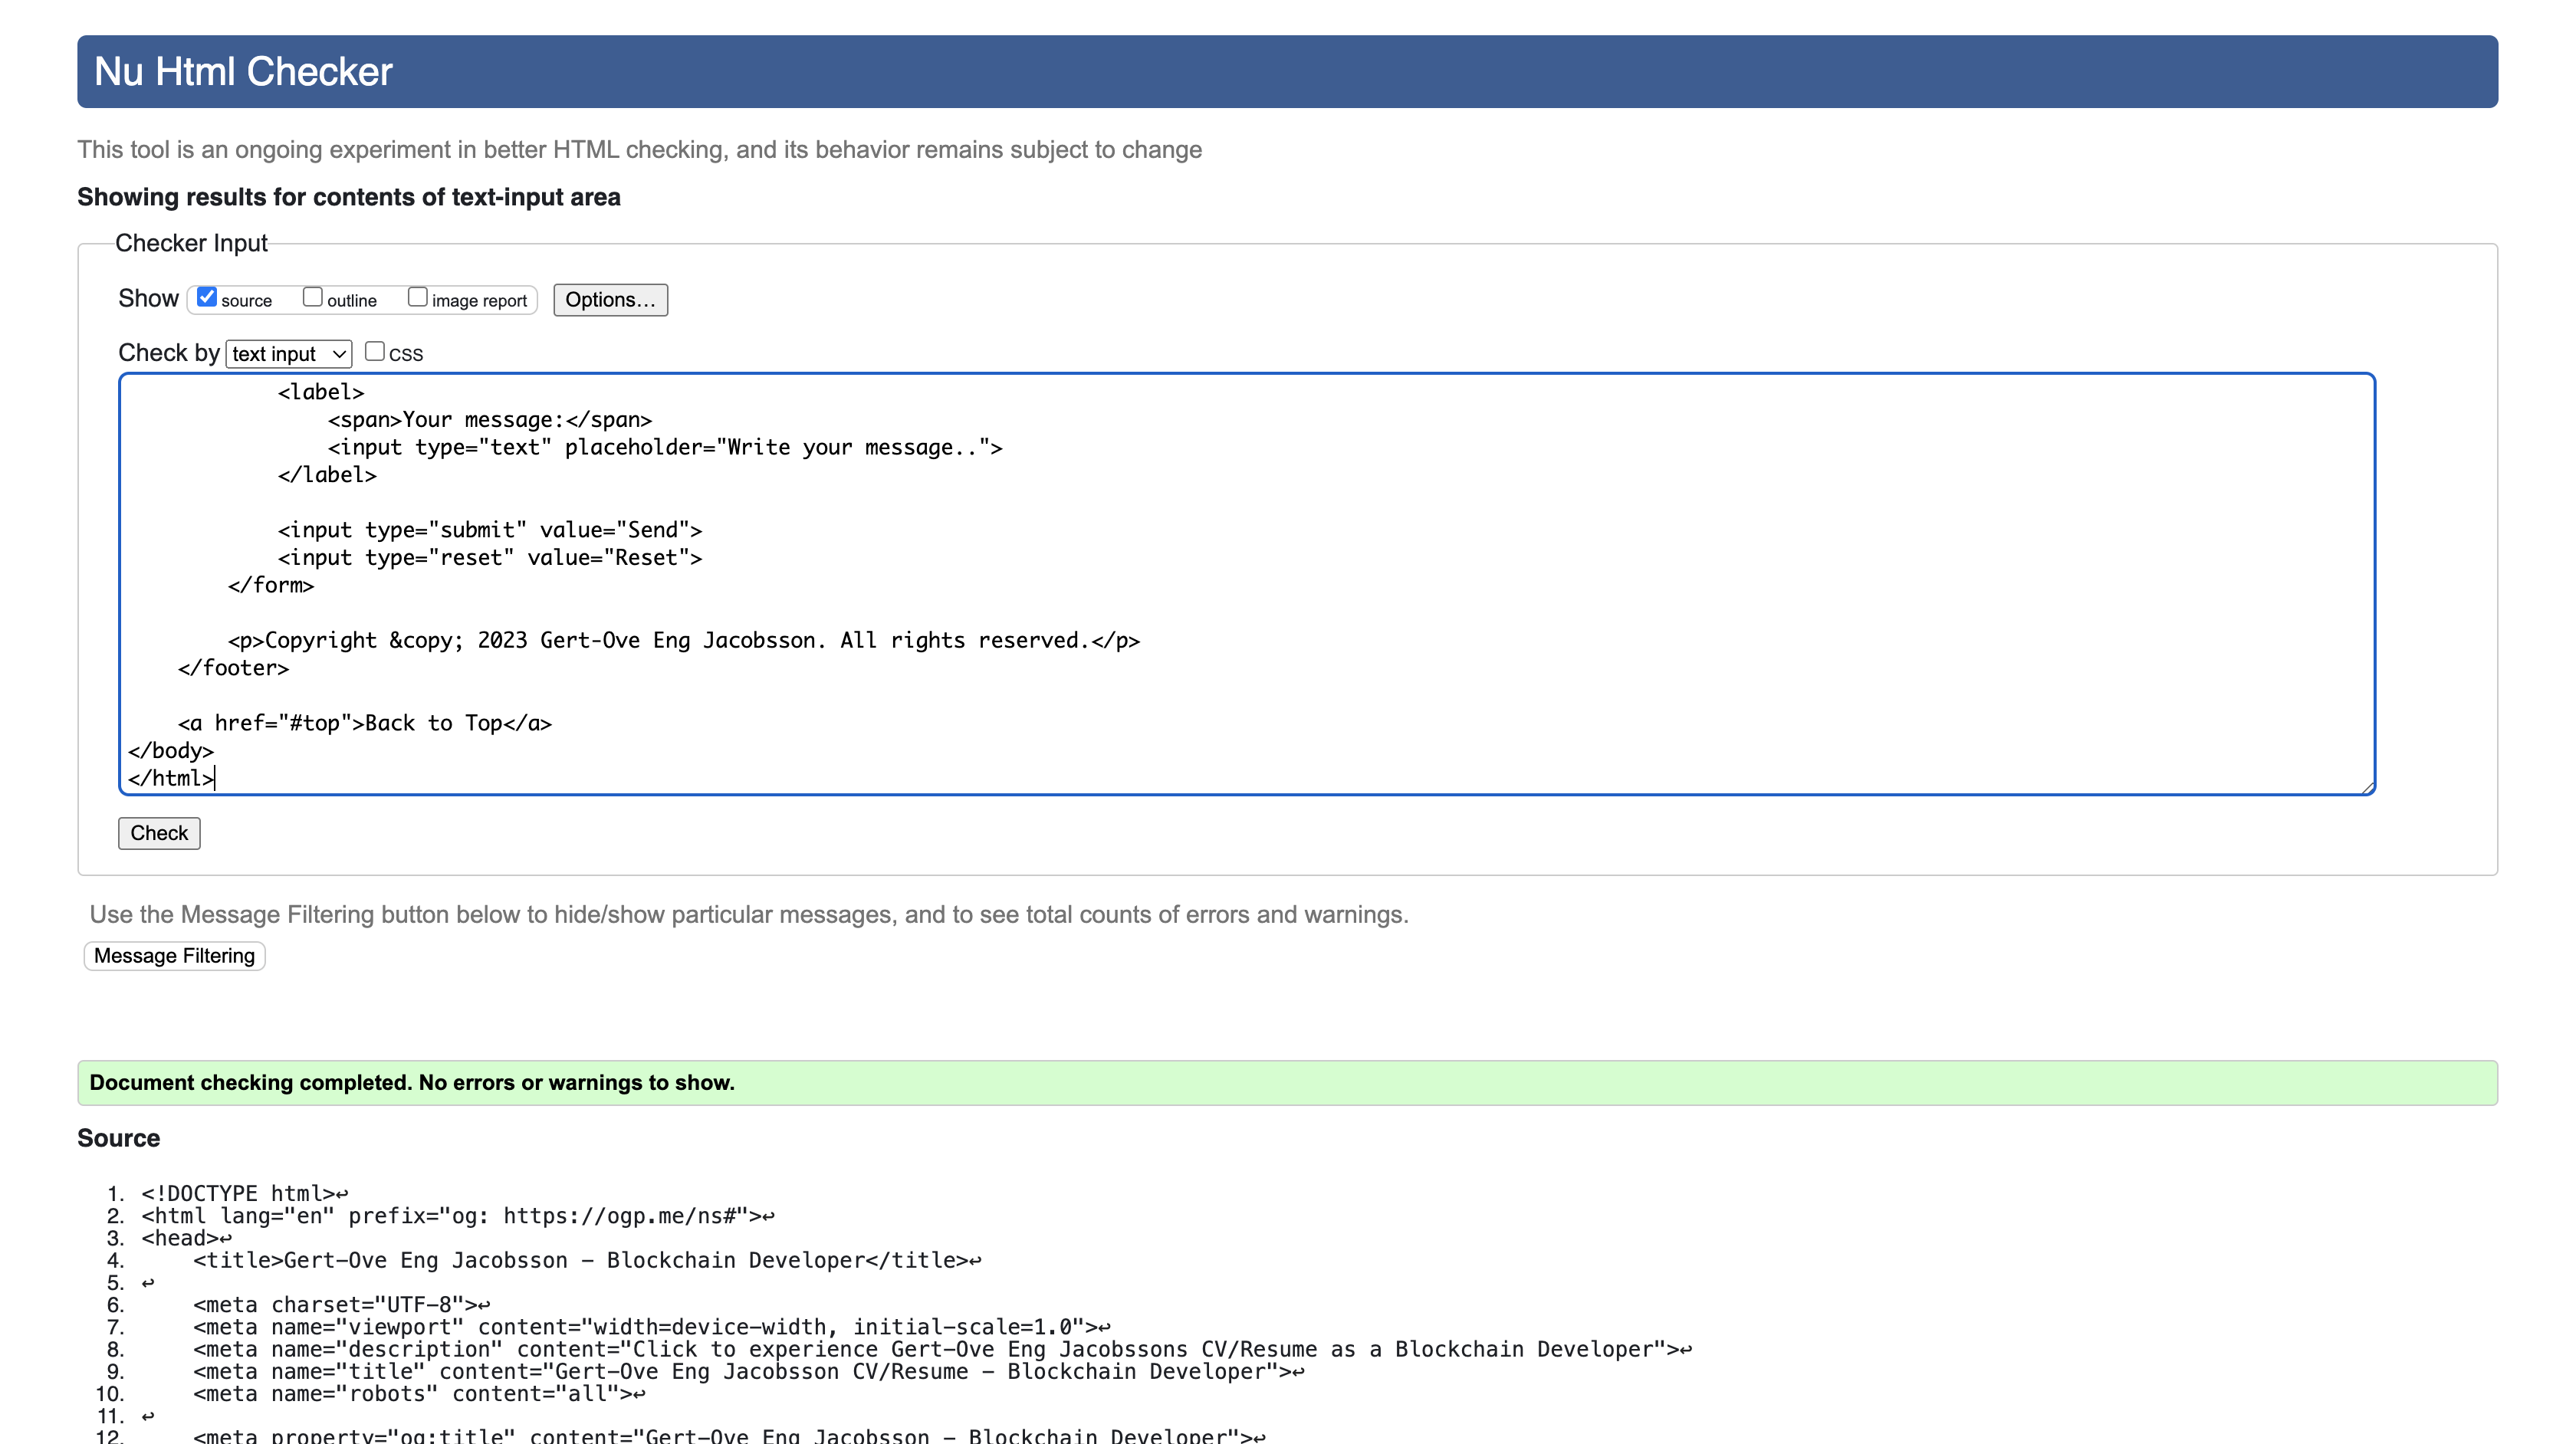 Nu Html Checker
This tool is an ongoing experiment in better HTML checking, and its behavior remains subject to change
Showing results for contents of text-input area
Checker Input
Show source outline image report Options...
Check by text input CSS
<label>
<span>Your message:</span>
<input type="text" placeholder="Write your message..">
</label>
<input type="submit" value="Send">
<input type="reset" value="Reset">
</form>
<p>Copyright &copy; 2023 Gert-Ove Eng Jacobsson. All rights reserved.</p>
</footer>
<a href="#top">Back to Top</a>
</body>
</html>
Check
Use the Message Filtering button below to hide/show particular messages, and to see total counts of errors and warnings.
Message Filtering
Document checking completed. No errors or warnings to show.
Source
1. <!DOCTYPE html>↩
2. <html lang="en" prefix="og: https://ogp.me/ns#">↩
3. <head>↩
4. <title>Gert-Ove Eng Jacobsson – Blockchain Developer</title>↩
5. ↩
6. <meta charset="UTF-8">↩
7. <meta name="viewport" content="width=device-width, initial-scale=1.0">↩
8. <meta name="description" content="Click to experience Gert-Ove Eng Jacobssons CV/Resume as a Blockchain Developer">↩
9. <meta name="title" content="Gert-Ove Eng Jacobsson CV/Resume – Blockchain Developer">↩
10. <meta name="robots" content="all">↩
11. ↩
12. <meta property="og:title" content="Gert-Ove Eng Jacobsson – Blockchain Developer">↩